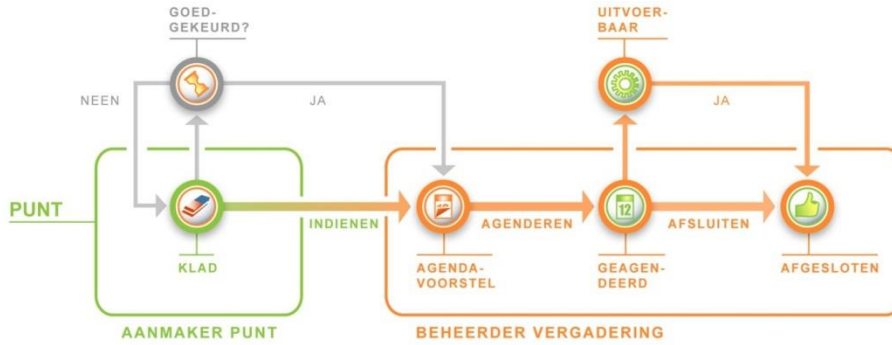 GOED-
GEKEURD?
UITVOER-
BAAR
NEEN
JA
JA
PUNT
INDIENEN
AGENDEREN
12
AFSLUITEN
KLAD
AGENDA-
VOORSTEL
GEAGEN-
DEERD
AFGESLOTEN
AANMAKER PUNT
BEHEERDER VERGADERING